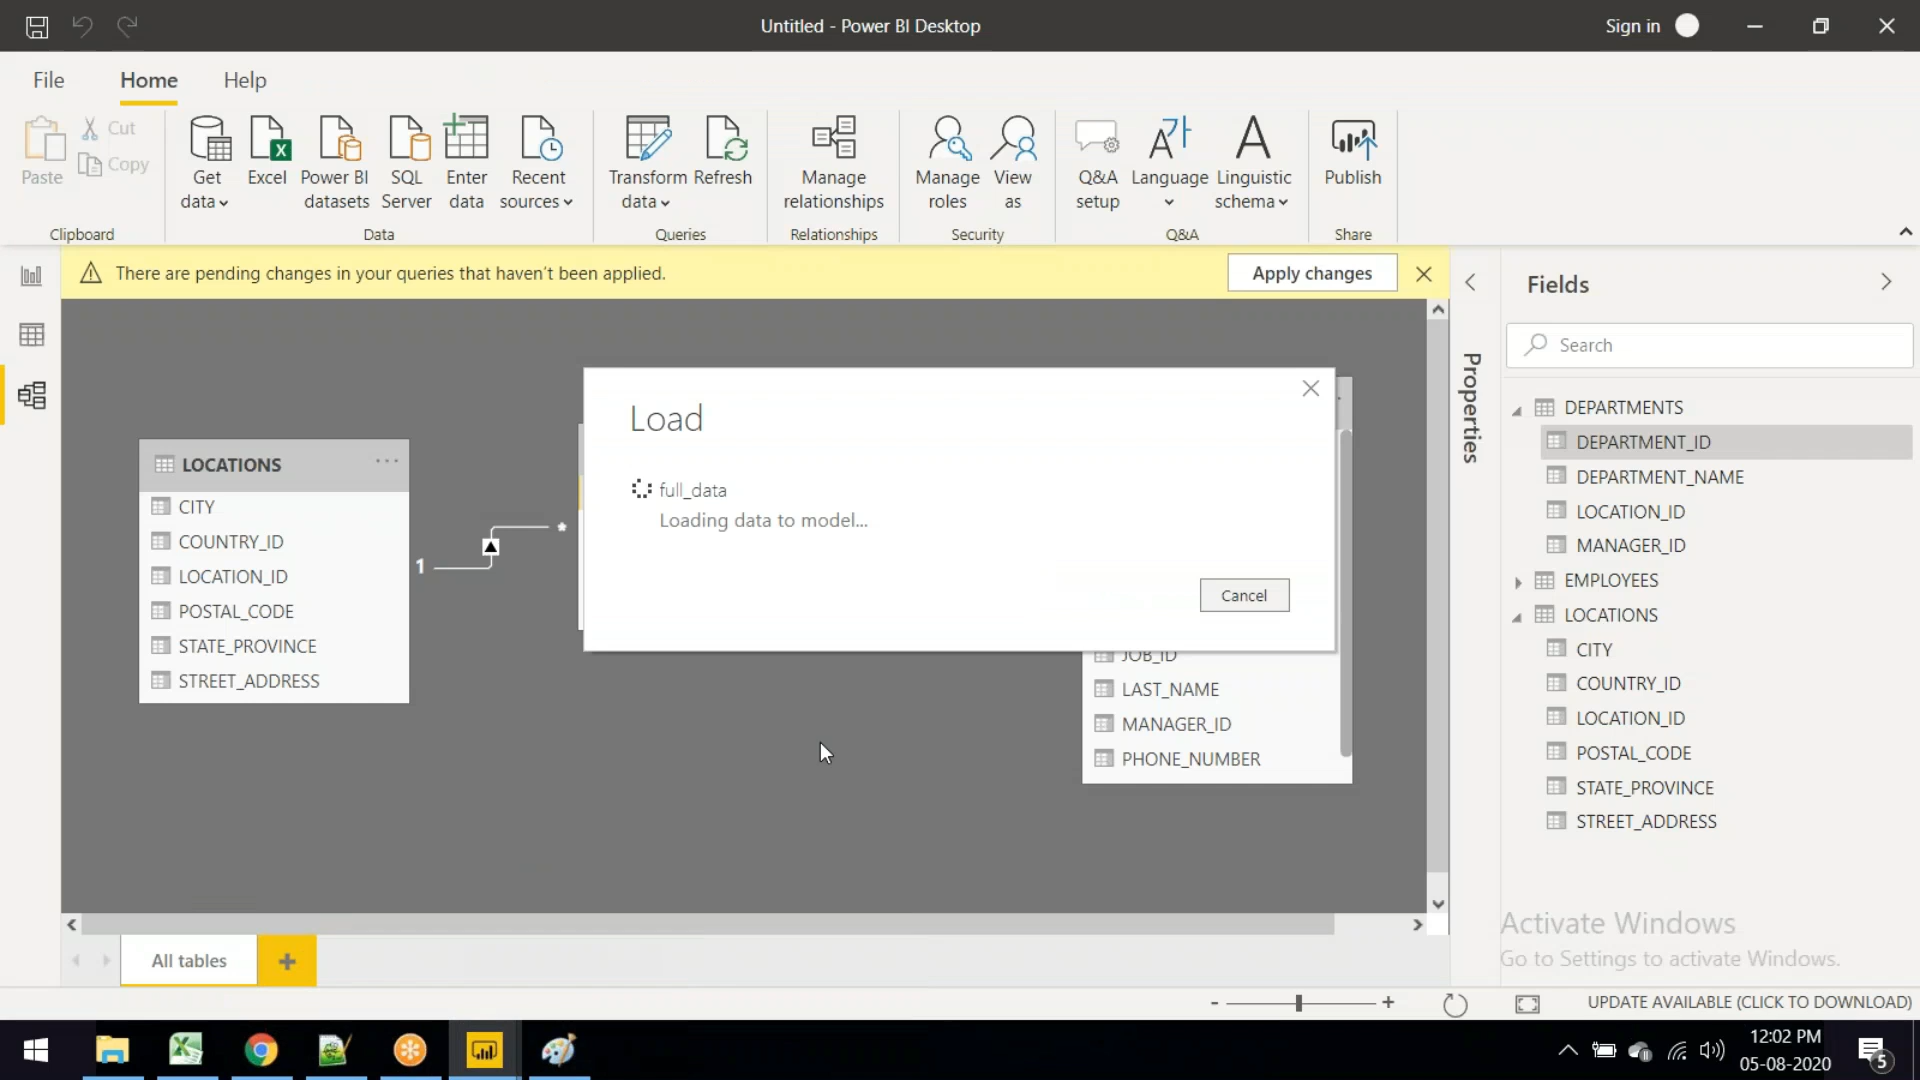 Untitled - Power BI Desktop
Sign in
File
Home
Help
Paste
Cut
Copy
Clipboard
Get data
Excel
Power BI datasets
SQL Server
Enter data
Recent sources
Data
Transform data
Refresh
Queries
Manage relationships
Relationships
Manage roles
View as
Security
Q&A setup
Language
Linguistic schema
Q&A
Publish
Share
There are pending changes in your queries that haven't been applied.
Apply changes
LOCATIONS
CITY
COUNTRY_ID
LOCATION_ID
POSTAL_CODE
STATE_PROVINCE
STREET_ADDRESS
1
*
Load
full_data
Loading data to model...
Cancel
JOB_ID
LAST_NAME
MANAGER_ID
PHONE_NUMBER
Properties
Fields
Search
DEPARTMENTS
DEPARTMENT_ID
DEPARTMENT_NAME
LOCATION_ID
MANAGER_ID
EMPLOYEES
LOCATIONS
CITY
COUNTRY_ID
LOCATION_ID
POSTAL_CODE
STATE_PROVINCE
STREET_ADDRESS
Activate Windows
Go to Settings to activate Windows.
All tables
UPDATE AVAILABLE (CLICK TO DOWNLOAD)
12:02 PM
05-08-2020
5